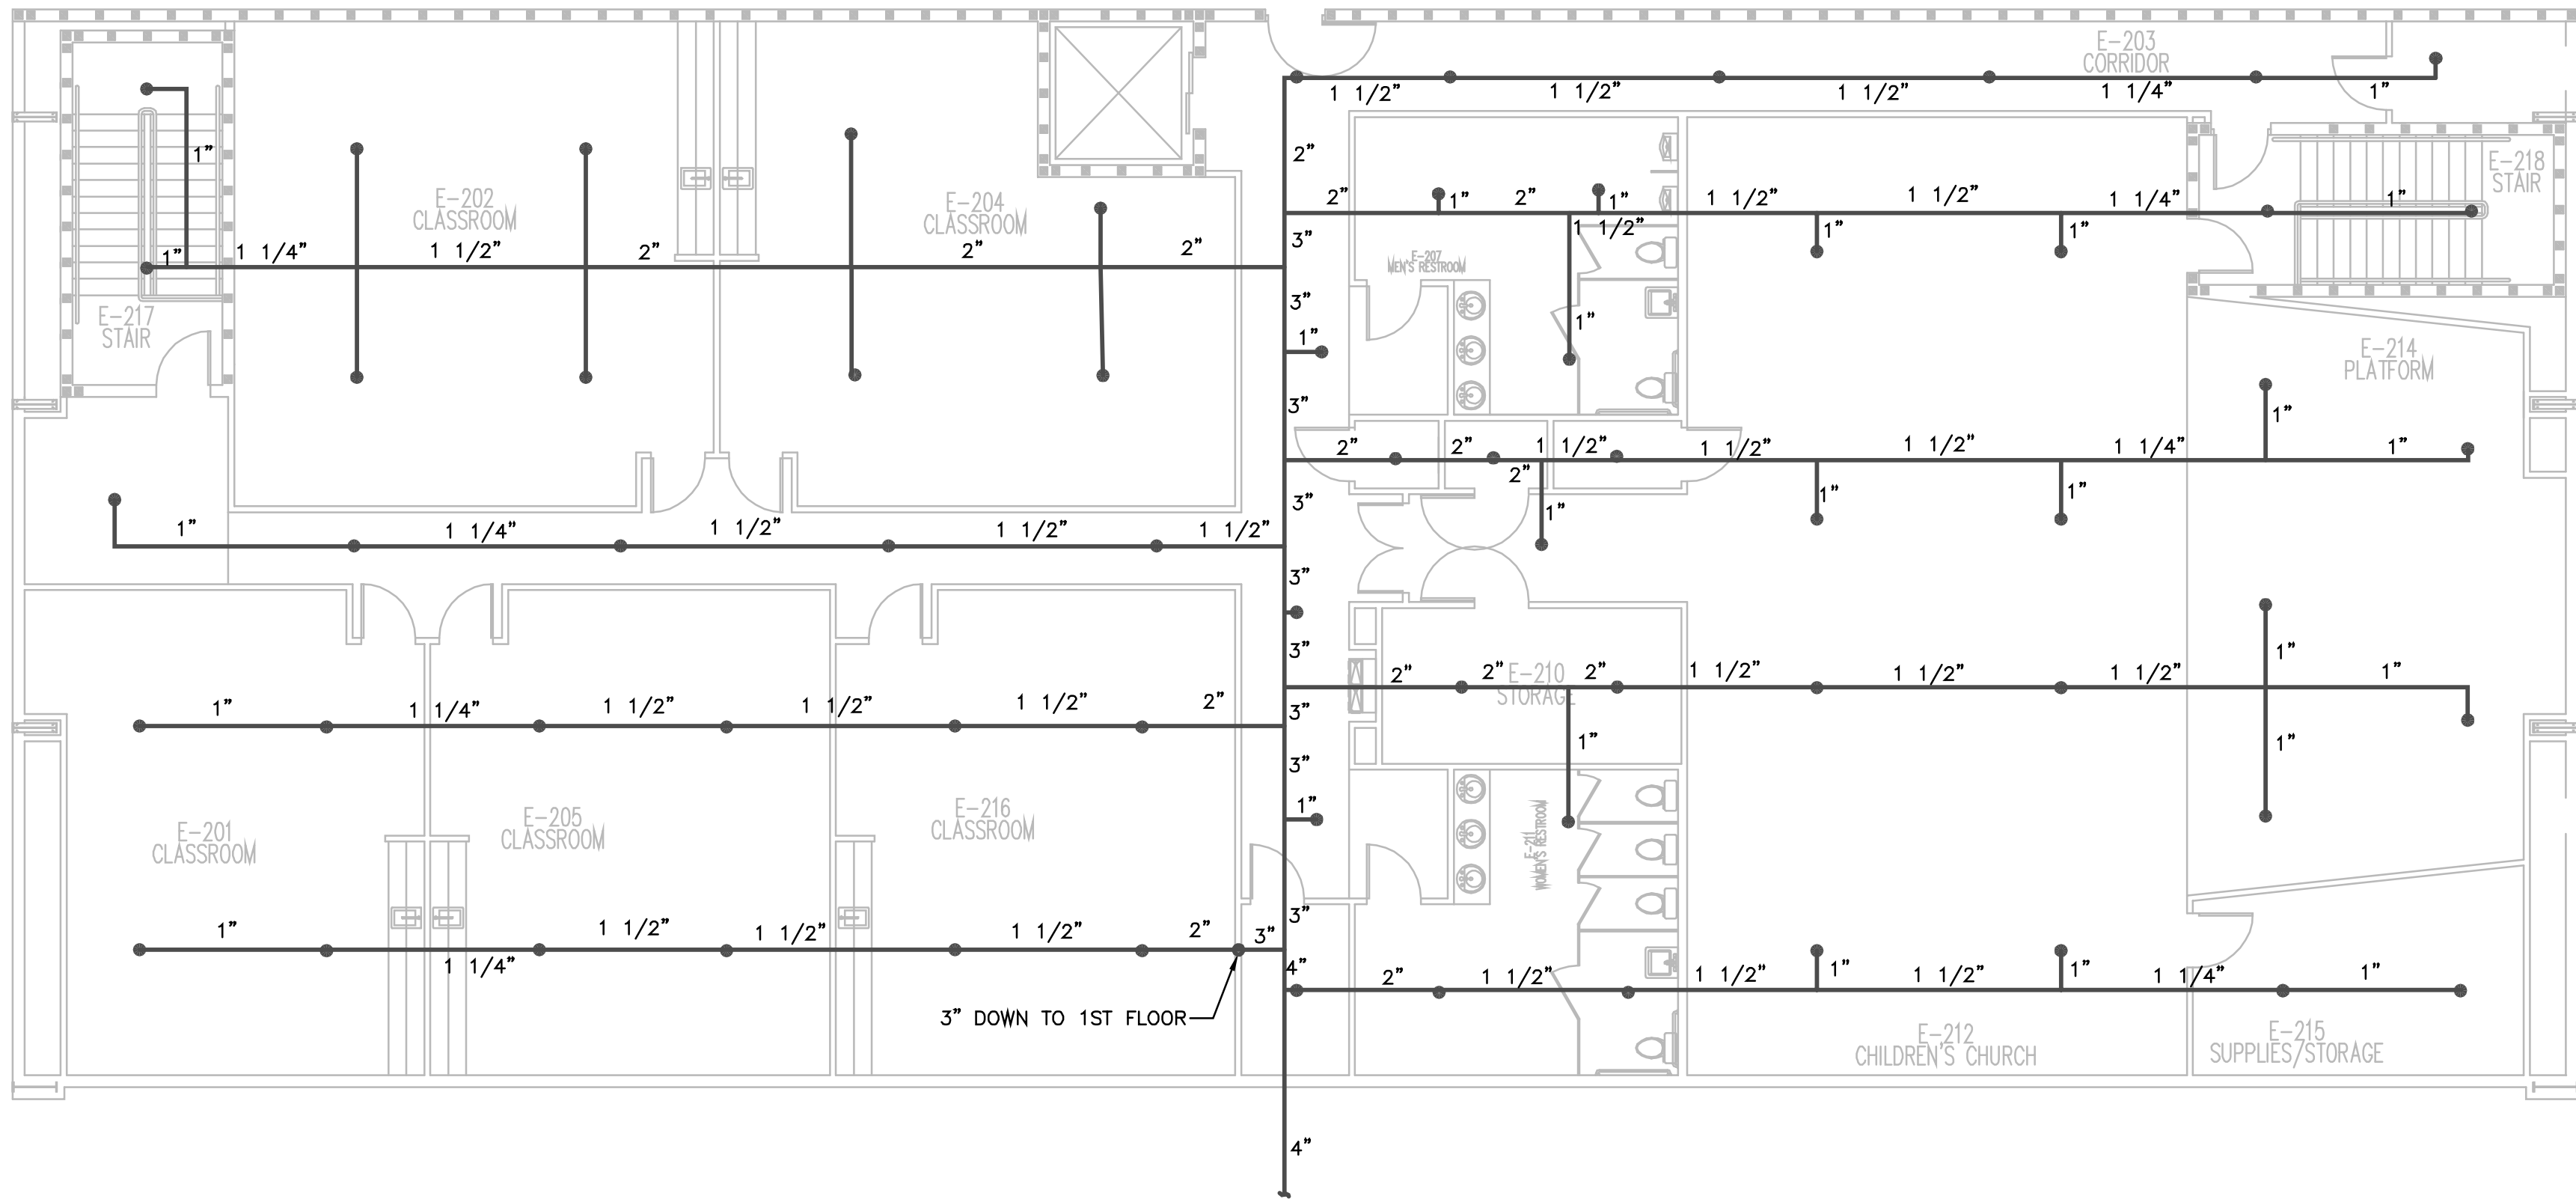 E-203
CORRIDOR
1 1/2"
1 1/2"
1 1/2"
1 1/4"
1"
1"
2"
E-218
STAIR
E-202
CLASSROOM
E-204
CLASSROOM
2"
1"
2"
1"
1 1/2"
1 1/2"
1 1/2"
1 1/4"
1"
1"
1"
1"
1 1/4"
1 1/2"
2"
2"
2"
3"
E-207
MEN'S RESTROOM
E-217
STAIR
3"
1"
1"
E-214
PLATFORM
3"
1"
2"
2"
1 1/2"
1 1/2"
1 1/2"
1 1/4"
1"
2"
3"
1"
1"
1"
1"
1 1/4"
1 1/2"
1 1/2"
1 1/2"
3"
3"
1"
2"
2"
2"
E-210
STORAGE
1 1/2"
1 1/2"
1 1/2"
1"
1"
1 1/4"
1 1/2"
1 1/2"
1 1/2"
2"
3"
1"
1"
3"
1"
E-201
CLASSROOM
E-205
CLASSROOM
E-216
CLASSROOM
E-211
WOMEN'S RESTROOM
1"
1 1/4"
1 1/2"
1 1/2"
1 1/2"
2"
3"
3"
4"
2"
1 1/2"
1 1/2"
1"
1 1/2"
1"
1 1/4"
1"
3" DOWN TO 1ST FLOOR
E-212
CHILDREN'S CHURCH
E-215
SUPPLIES/STORAGE
4"